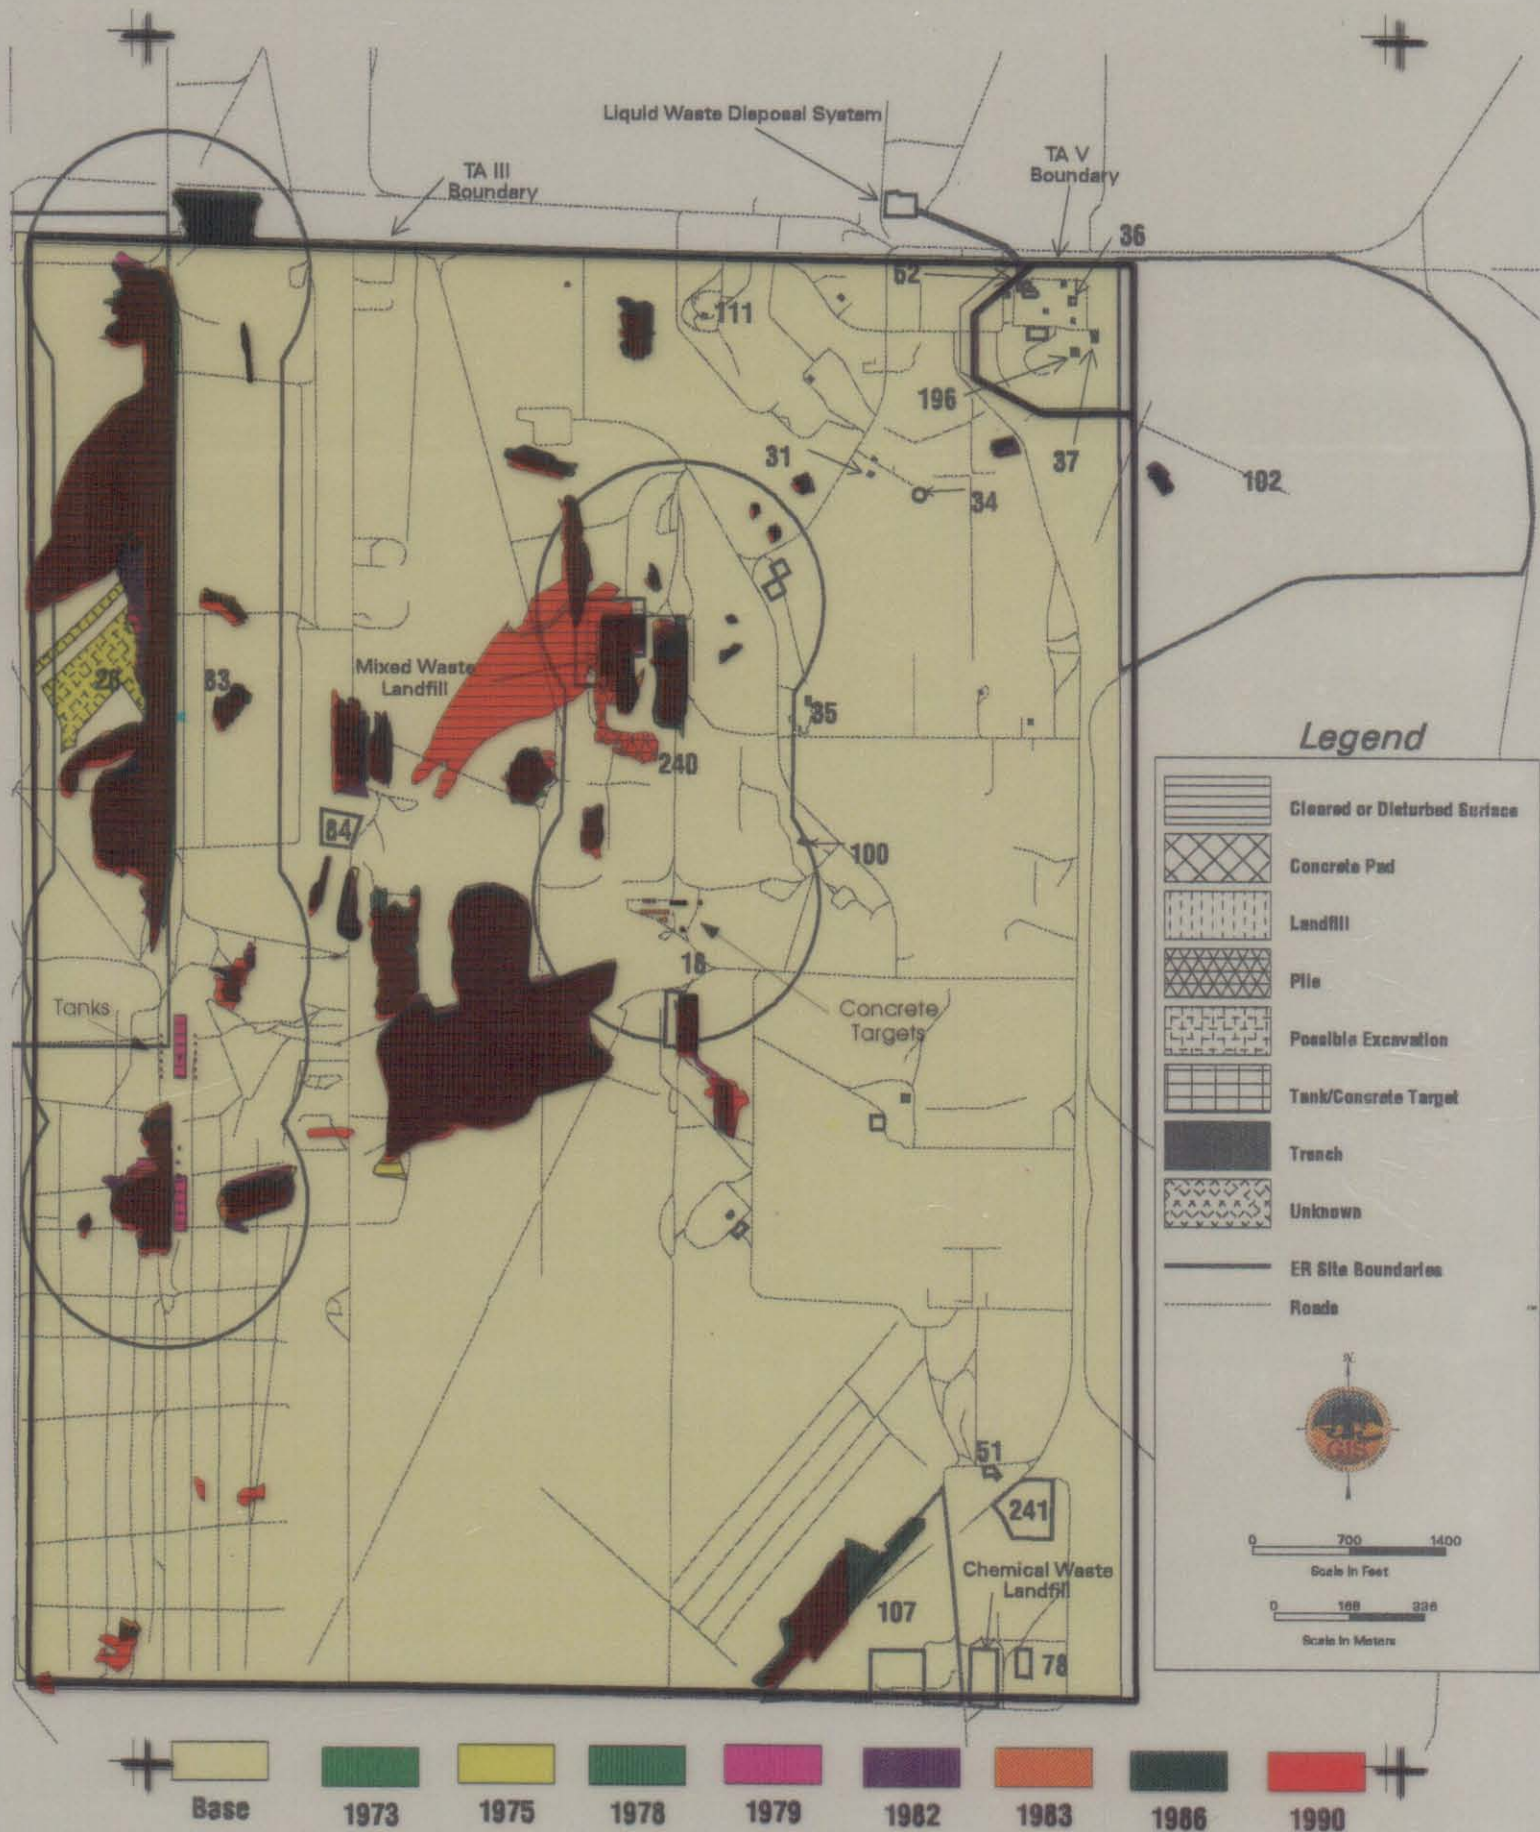 Liquid Waste Disposal System
TA III
Boundary
TA V
Boundary
36
62
111
196
37
31
34
102
26
83
Mixed Waste
Landfill
35
240
84
100
18
Tanks
Concrete
Targets
51
241
Chemical Waste
Landfill
107
78
Legend
Cleared or Disturbed Surface
Concrete Pad
Landfill
Pile
Possible Excavation
Tank/Concrete Target
Trench
Unknown
ER Site Boundaries
Roads
N
GIS
0 700 1400
Scale in Feet
0 168 336
Scale in Meters
Base 1973 1975 1978 1979 1982 1983 1986 1990